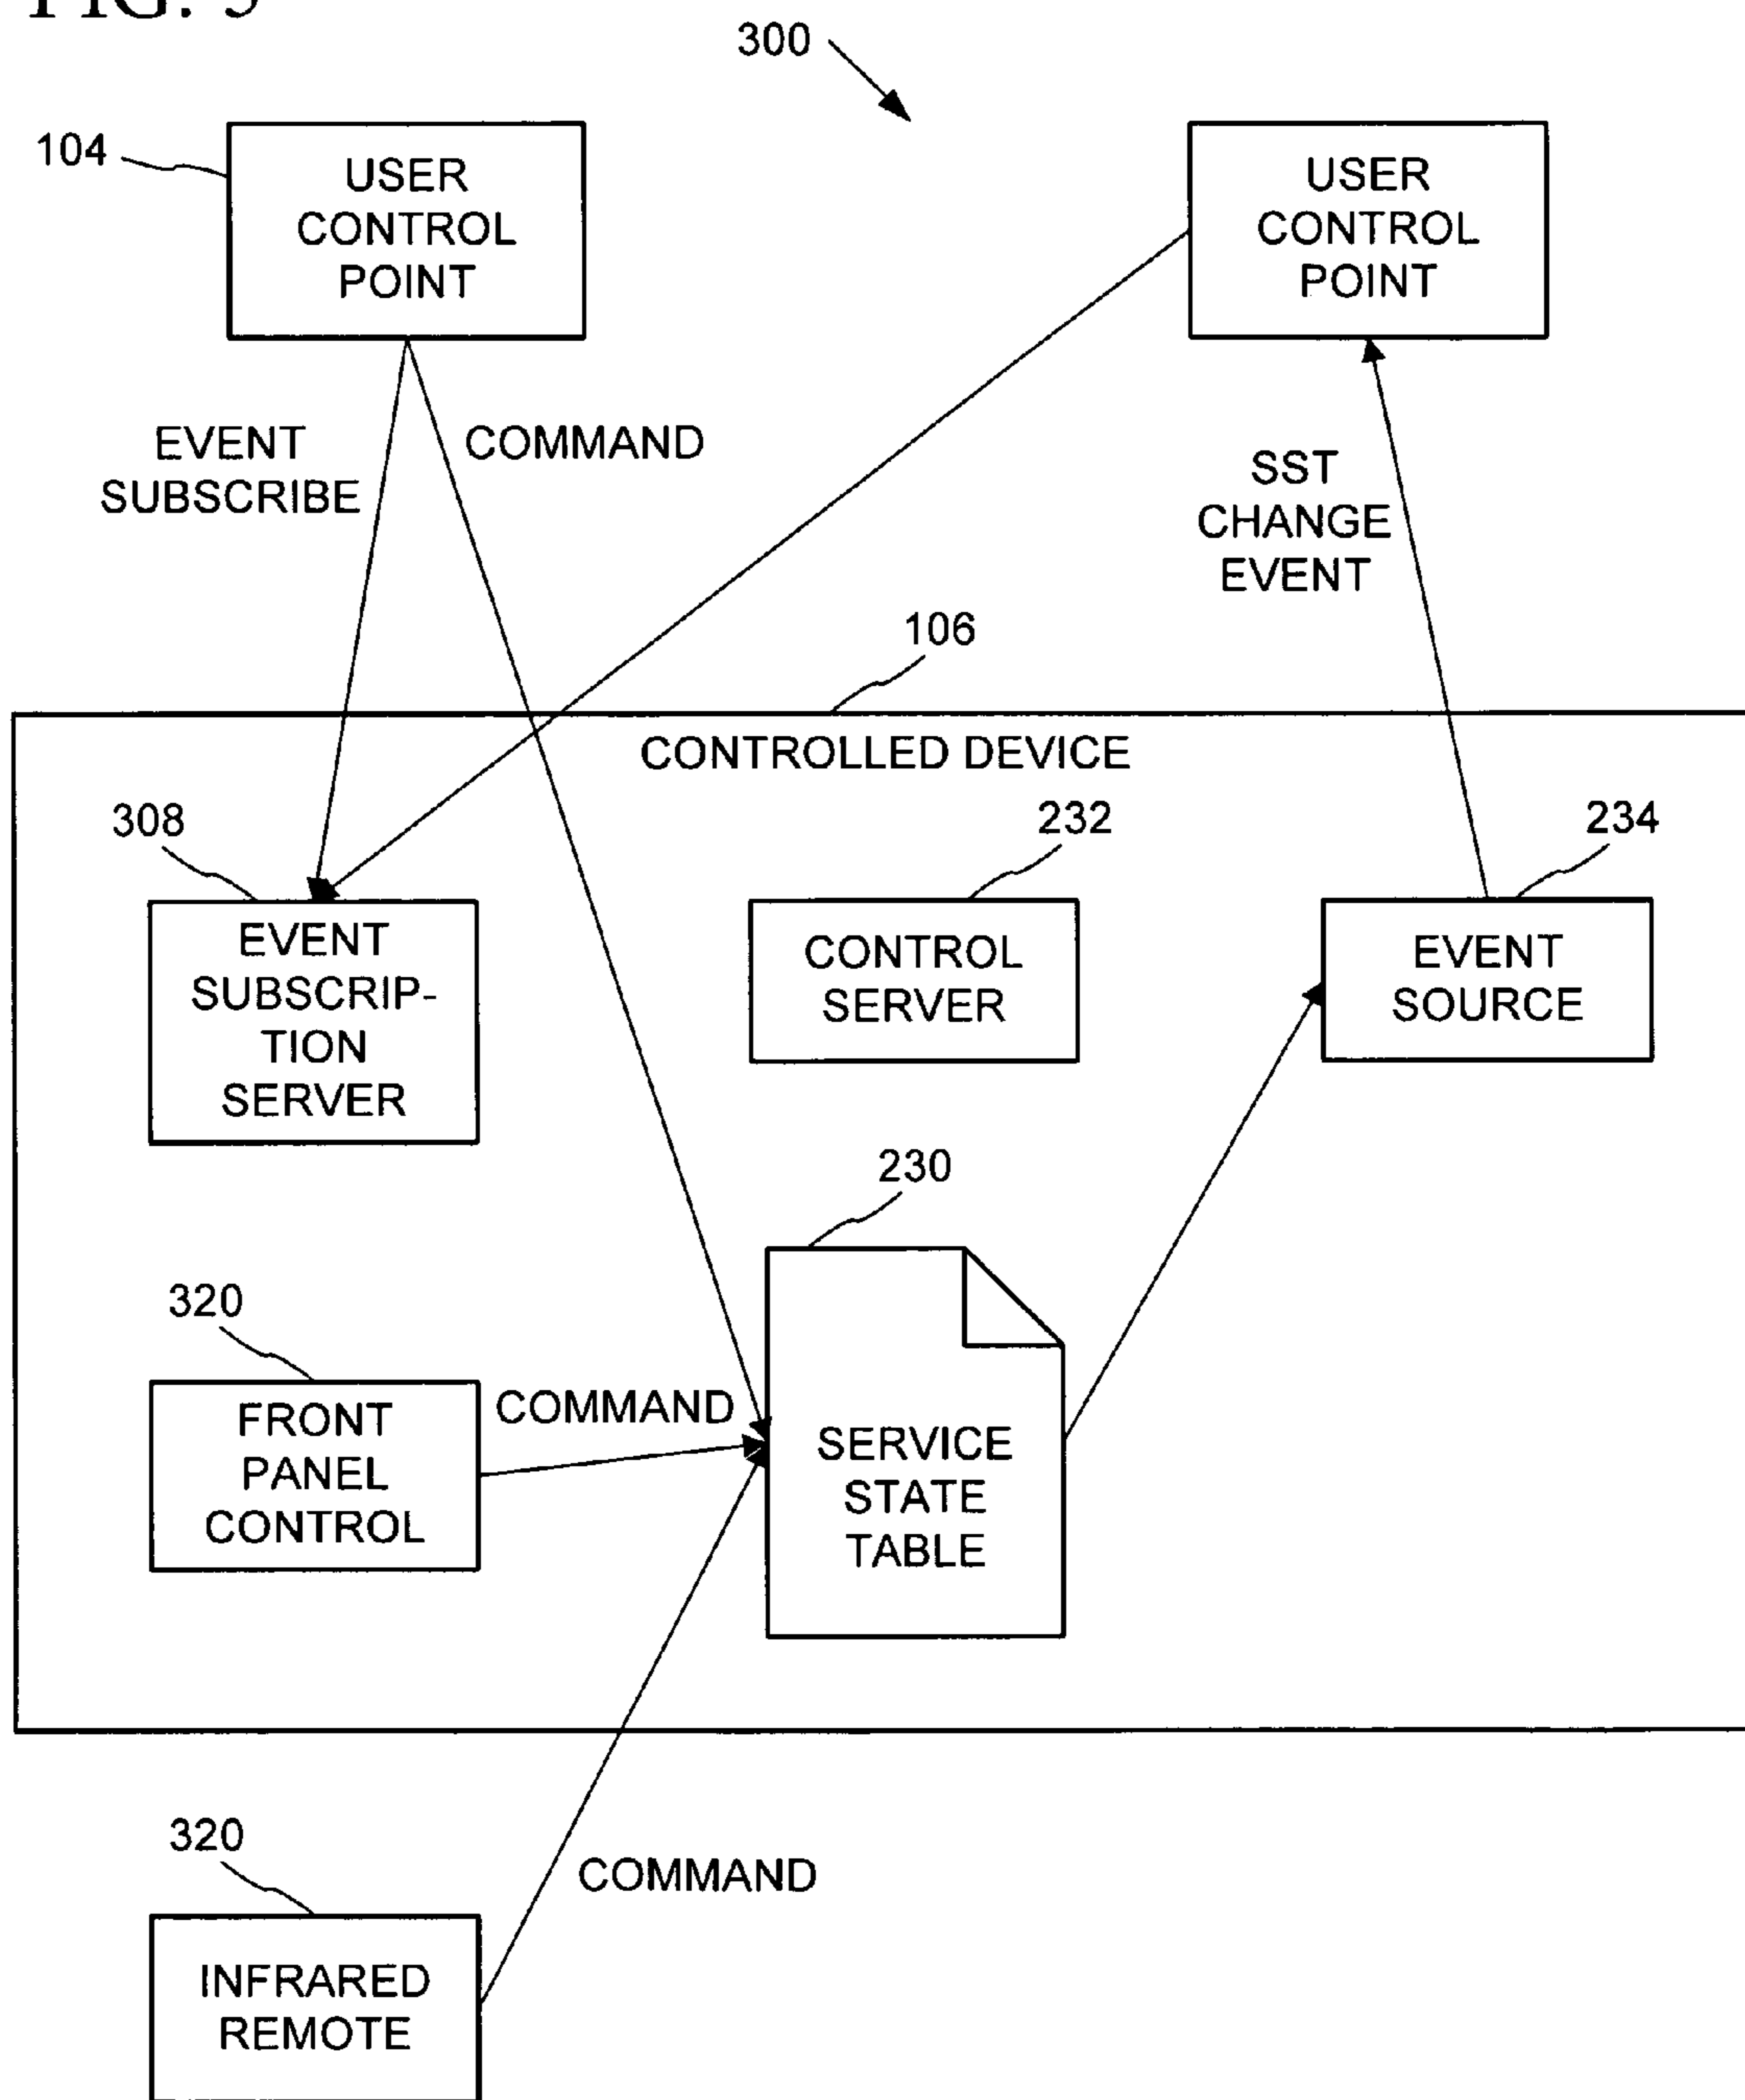 300
104
USER
CONTROL
POINT
USER
CONTROL
POINT
EVENT
SUBSCRIBE
COMMAND
SST
CHANGE
EVENT
106
CONTROLLED DEVICE
308
232
234
EVENT
SUBSCRIP-
TION
SERVER
CONTROL
SERVER
EVENT
SOURCE
230
320
FRONT
PANEL
CONTROL
COMMAND
SERVICE
STATE
TABLE
320
COMMAND
INFRARED
REMOTE